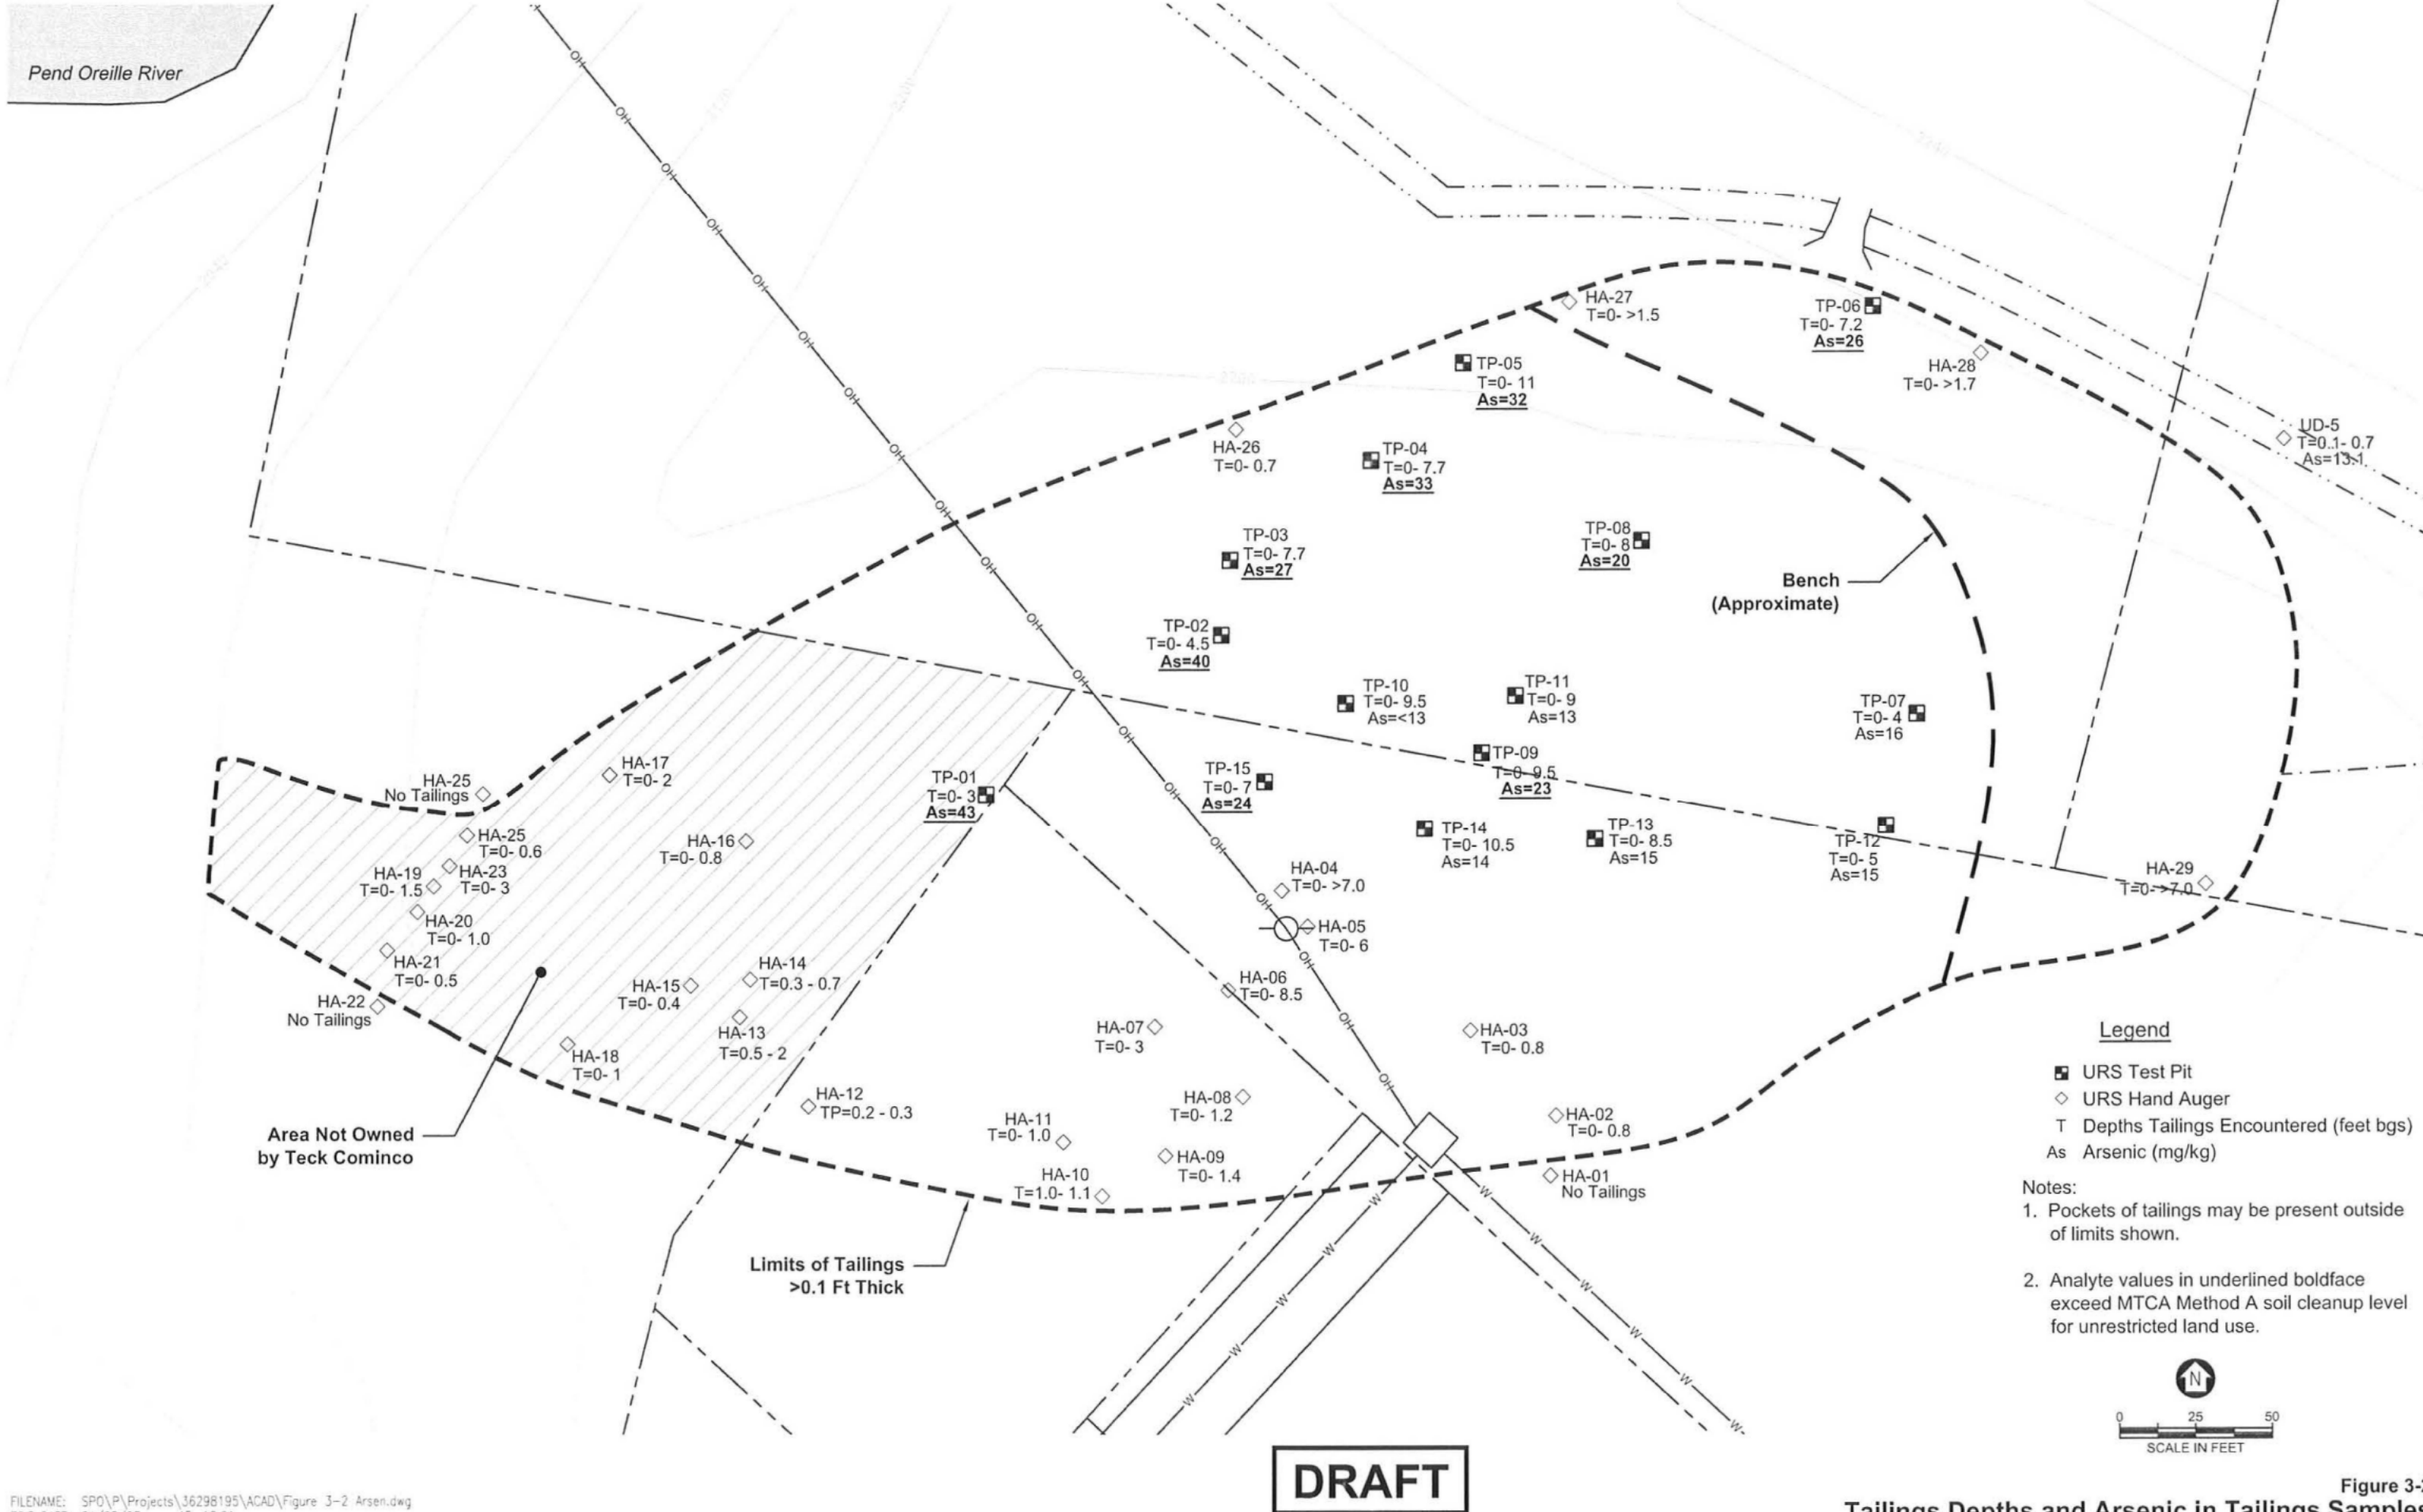 Pend Oreille River
HA-27
T=0- >1.5
TP-06
T=0- 7.2
As=26
HA-28
T=0- >1.7
TP-05
T=0- 11
As=32
UD-5
T=0.1- 0.7
As=13.1
HA-26
T=0- 0.7
TP-04
T=0- 7.7
As=33
TP-03
T=0- 7.7
As=27
TP-08
T=0- 8
As=20
Bench
(Approximate)
TP-02
T=0- 4.5
As=40
TP-10
T=0- 9.5
As=<13
TP-11
T=0- 9
As=13
TP-07
T=0- 4
As=16
TP-09
T=0- 9.5
As=23
HA-17
T=0- 2
HA-25
No Tailings
TP-01
T=0- 3
As=43
TP-15
T=0- 7
As=24
HA-25
T=0- 0.6
HA-16
T=0- 0.8
TP-14
T=0- 10.5
As=14
TP-13
T=0- 8.5
As=15
TP-12
T=0- 5
As=15
HA-29
T=0- >7.0
HA-19
T=0- 1.5
HA-23
T=0- 3
HA-04
T=0- >7.0
HA-20
T=0- 1.0
HA-05
T=0- 6
HA-21
T=0- 0.5
HA-15
T=0- 0.4
HA-14
T=0.3 - 0.7
HA-06
T=0- 8.5
HA-22
No Tailings
HA-13
T=0.5 - 2
HA-07
T=0- 3
HA-03
T=0- 0.8
HA-18
T=0- 1
HA-12
TP=0.2 - 0.3
HA-08
T=0- 1.2
HA-11
T=0- 1.0
HA-02
T=0- 0.8
HA-09
T=0- 1.4
HA-10
T=1.0- 1.1
HA-01
No Tailings
Area Not Owned
by Teck Cominco
Limits of Tailings
>0.1 Ft Thick
Legend
URS Test Pit
URS Hand Auger
T Depths Tailings Encountered (feet bgs)
As Arsenic (mg/kg)
Notes:
1. Pockets of tailings may be present outside
of limits shown.
2. Analyte values in underlined boldface
exceed MTCA Method A soil cleanup level
for unrestricted land use.
N
0 25 50
SCALE IN FEET
DRAFT
FILENAME: SPO\P\Projects\36298195\ACAD\Figure 3-2 Arsen.dwg
Figure 3-2
Tailings Depths and Arsenic in Tailings Samples